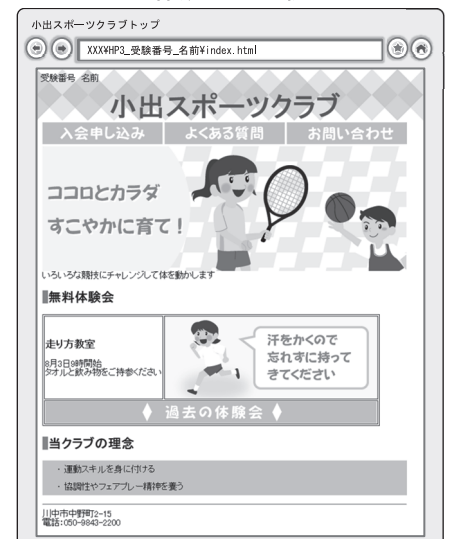 小出スポーツクラブトップ
XXX¥HP3_受験番号_名前¥index.html
受験番号 名前
小出スポーツクラブ
入会申し込み よくある質問 お問い合わせ
ココロとカラダ
すこやかに育て！
いろいろな競技にチャレンジして体を動かします
無料体験会
走り方教室
8月3日9時開始
タオルと飲み物をご持参ください
汗をかくので
忘れずに持って
きてください
過去の体験会
当クラブの理念
・運動スキルを身に付ける
・協調性やフェアプレー精神を養う
川中市中野町2-15
電話:050-9843-2200